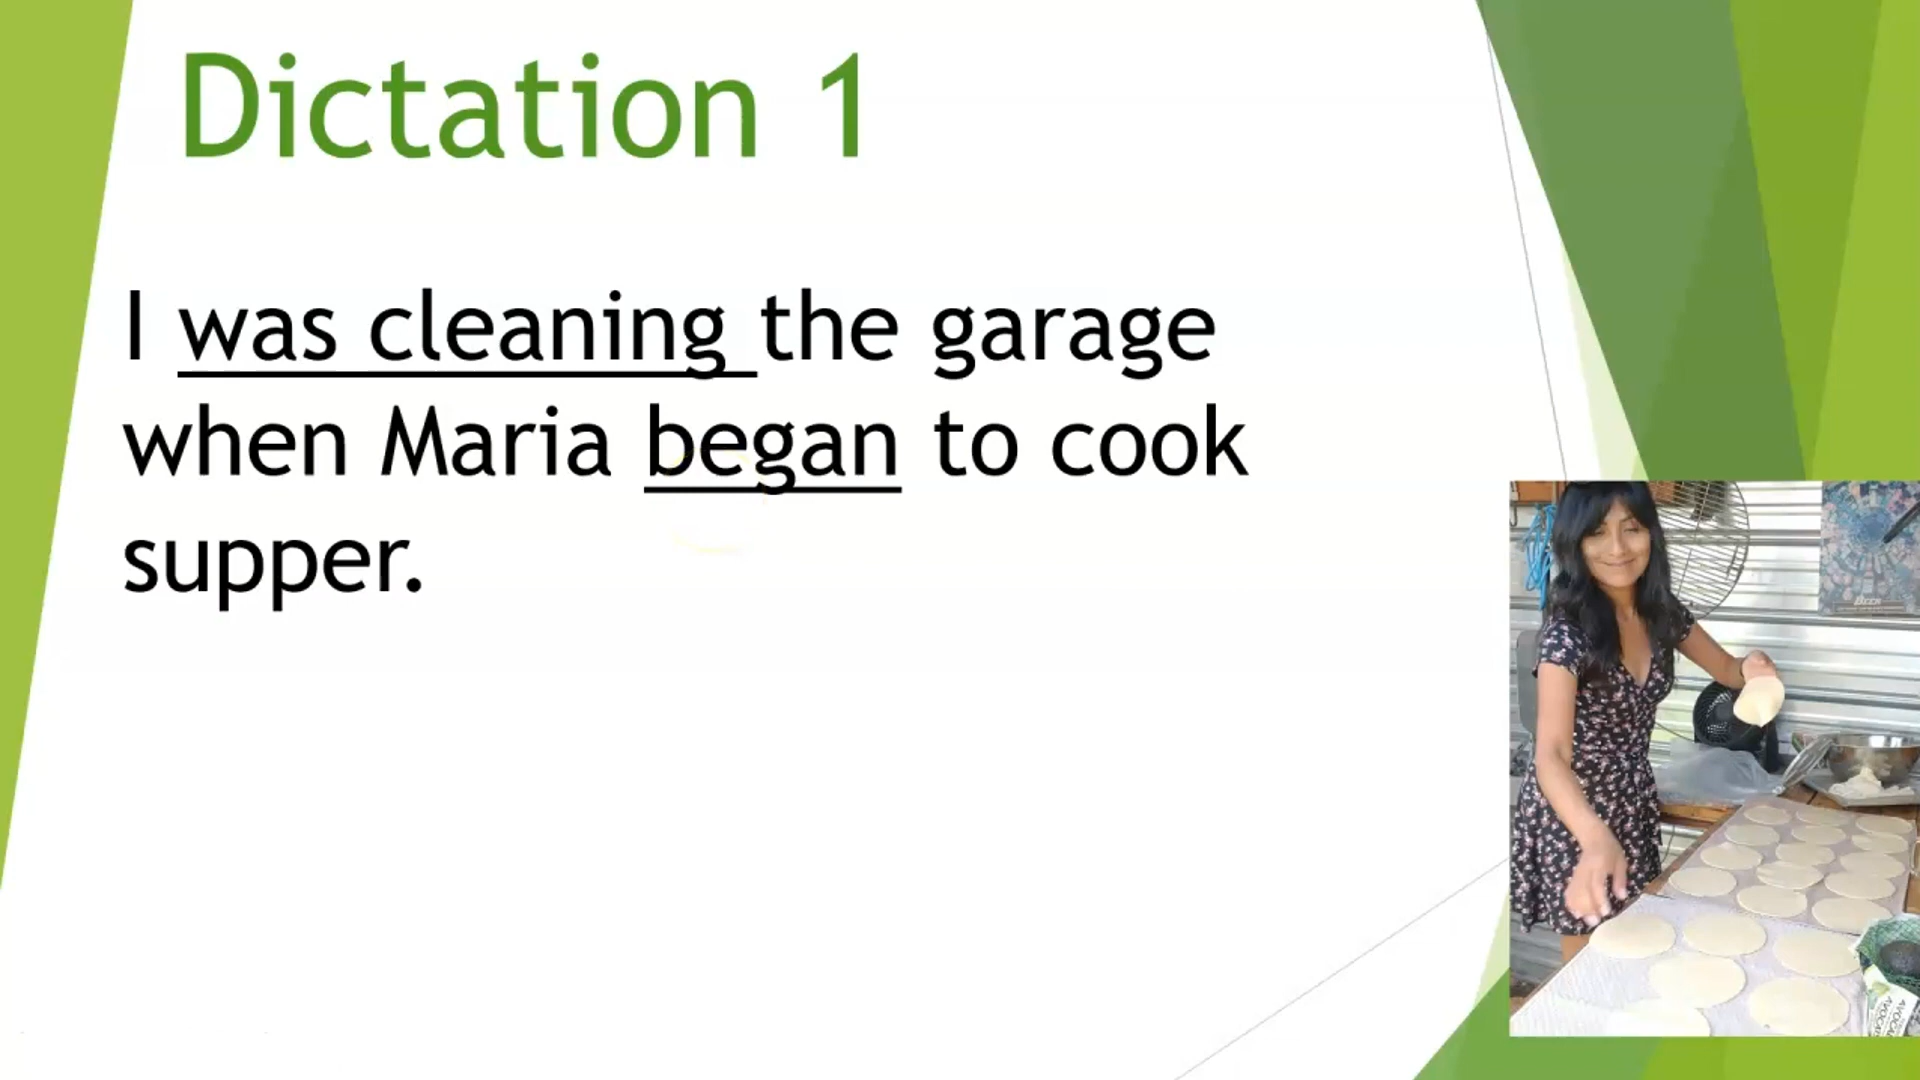 Dictation 1
I was cleaning the garage
when Maria began to cook
supper.